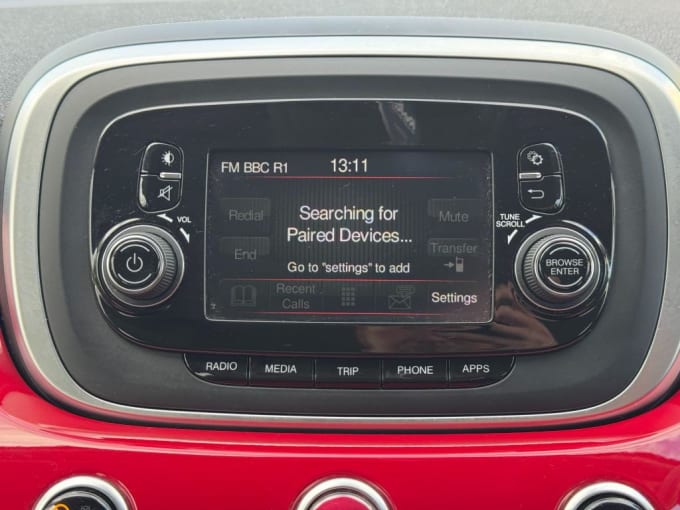 FM BBC R1 13:11
Redial
Searching for
Paired Devices...
Mute
End
Transfer
Go to "settings" to add
Recent
Calls
Settings
VOL
TUNE
SCROLL
BROWSE
ENTER
RADIO MEDIA TRIP PHONE APPS